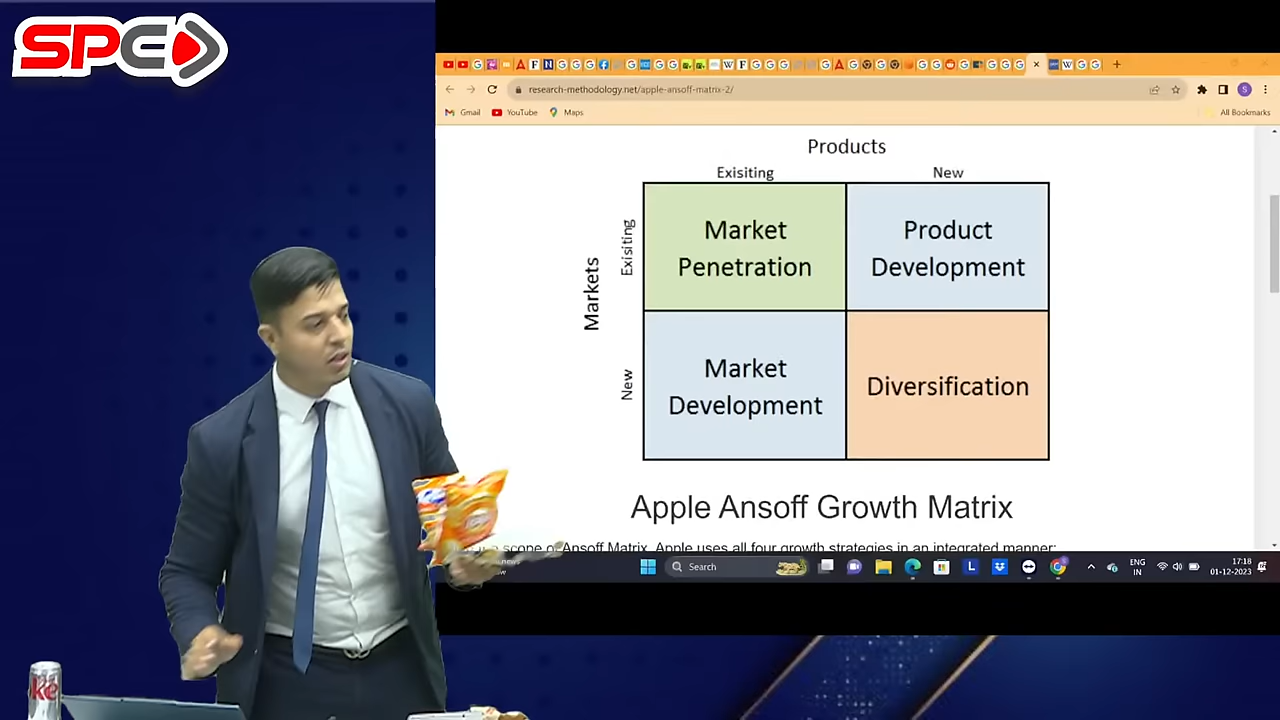 SPED
research-methodology.net/apple-ansoff-matrix-2/
Gmail
YouTube
Maps
All Bookmarks
Products
Exisiting
New
Markets
Exisiting
New
Market
Penetration
Product
Development
Market
Development
Diversification
Apple Ansoff Growth Matrix
scope of Ansoff Matrix, Apple uses all four growth strategies in an integrated manner:
Search
ENG
IN
17:18
01-12-2023
ke